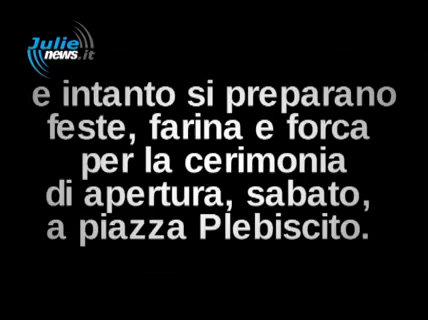 Julie
news.it
e intanto si preparano
feste, farina e forca
per la cerimonia
di apertura, sabato,
a piazza Plebiscito.